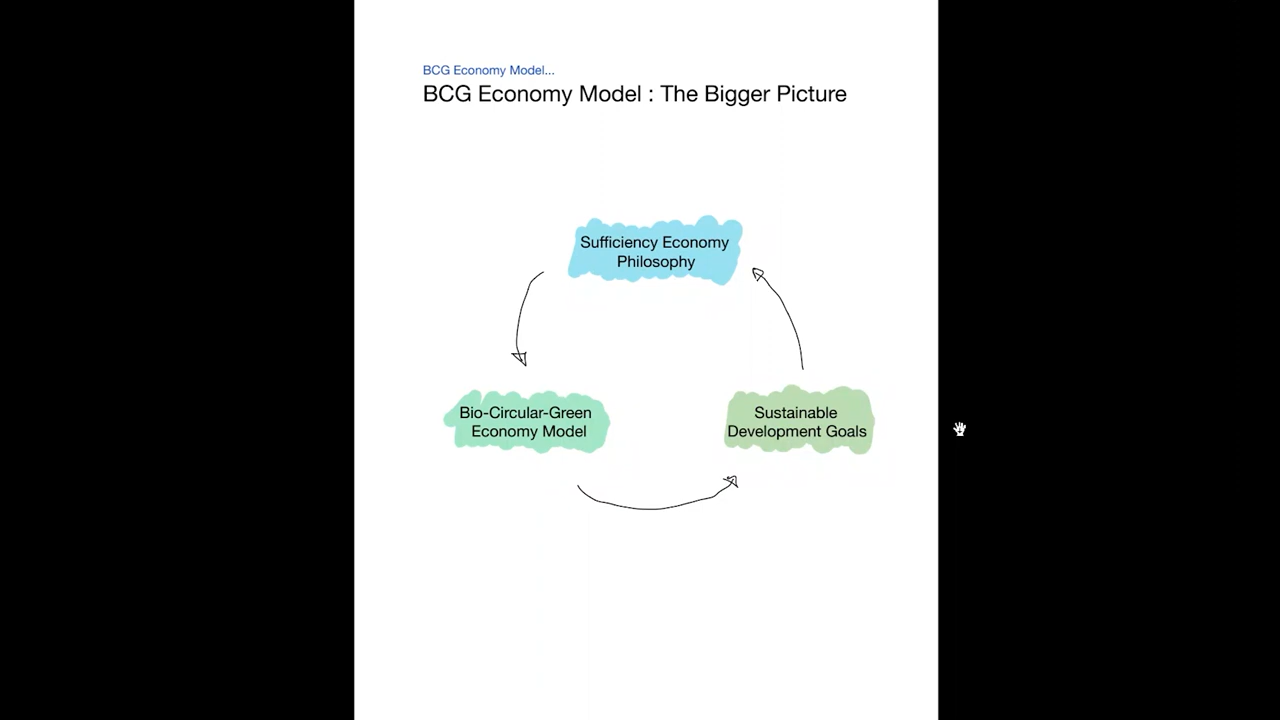 BCG Economy Model...
BCG Economy Model : The Bigger Picture
Sufficiency Economy
Philosophy
Bio-Circular-Green
Economy Model
Sustainable
Development Goals